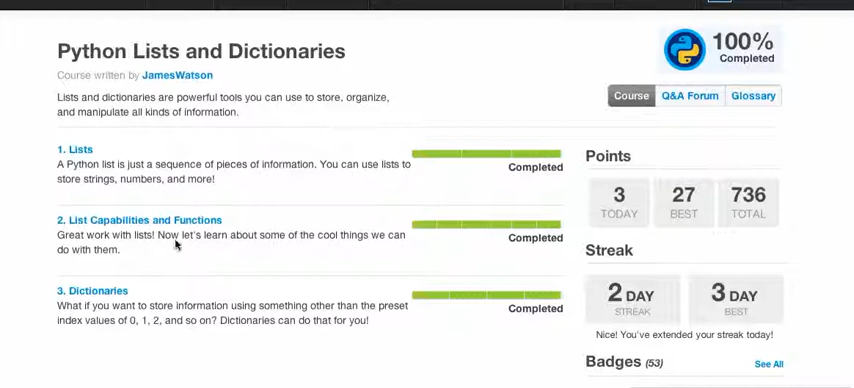 Python Lists and Dictionaries
Course written by JamesWatson
Lists and dictionaries are powerful tools you can use to store, organize,
and manipulate all kinds of information.
100%
Completed
Course Q&A Forum Glossary
1. Lists
A Python list is just a sequence of pieces of information. You can use lists to
store strings, numbers, and more!
Completed
2. List Capabilities and Functions
Great work with lists! Now let's learn about some of the cool things we can
do with them.
Completed
3. Dictionaries
What if you want to store information using something other than the preset
index values of 0, 1, 2, and so on? Dictionaries can do that for you!
Completed
Points
3 27 736
TODAY BEST TOTAL
Streak
2 DAY 3 DAY
STREAK BEST
Nice! You've extended your streak today!
Badges (53) See All